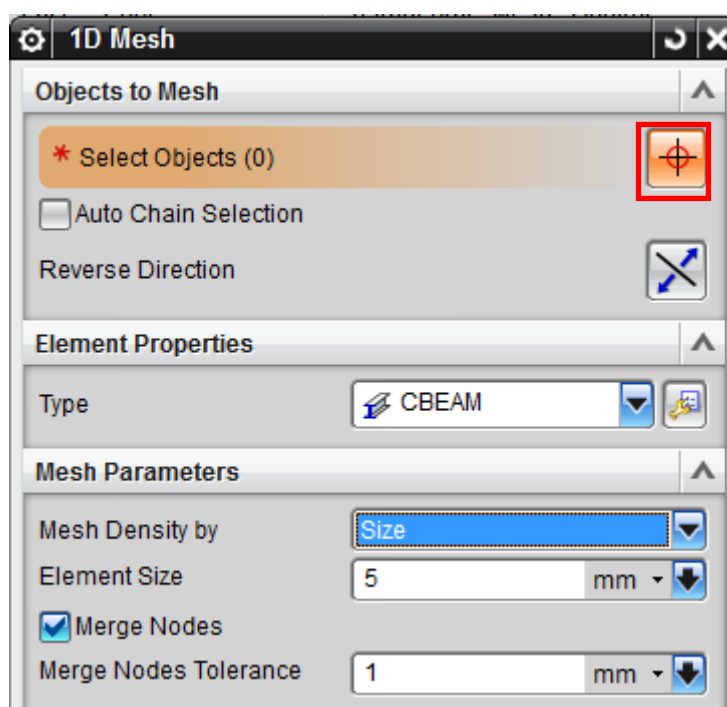 1D Mesh
Objects to Mesh
* Select Objects (0)
Auto Chain Selection
Reverse Direction
Element Properties
Type CBEAM
Mesh Parameters
Mesh Density by Size
Element Size 5 mm
Merge Nodes
Merge Nodes Tolerance 1 mm